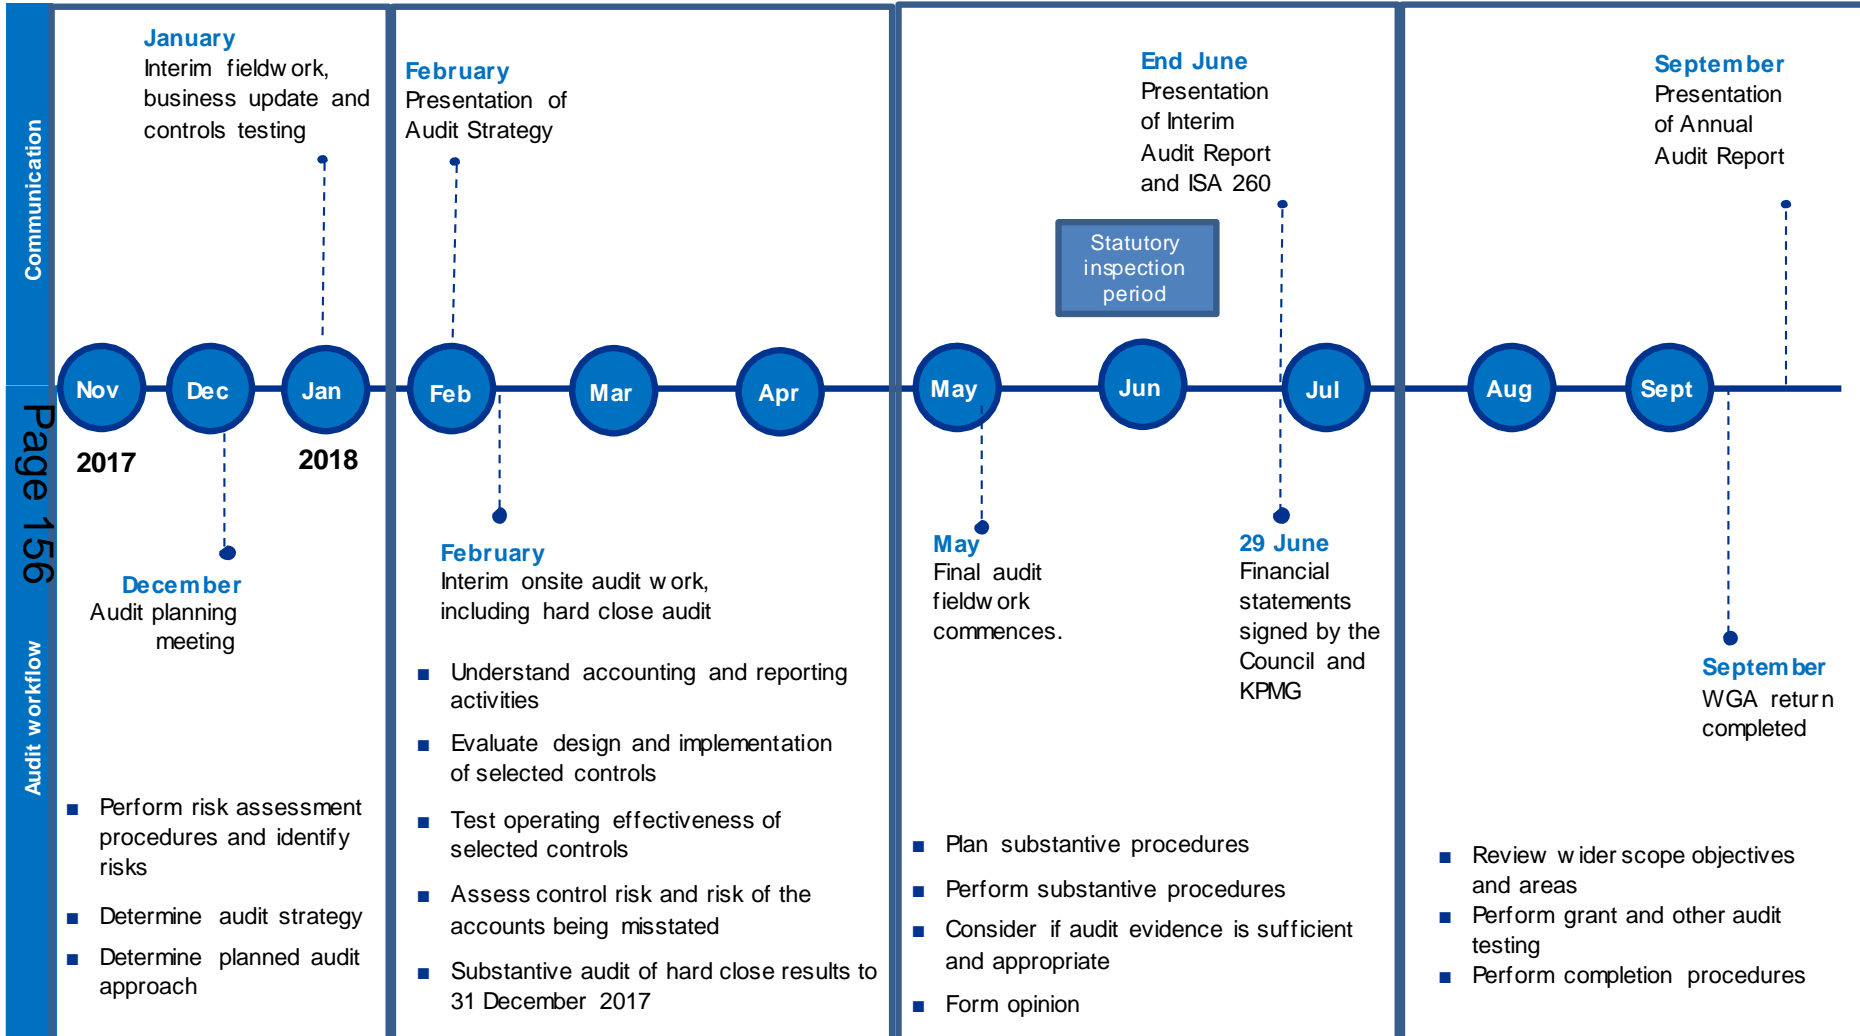 Communication
January
Interim fieldwork,
business update and
controls testing
February
Presentation of
Audit Strategy
End June
Presentation
of Interim
Audit Report
and ISA 260
Statutory
inspection
period
September
Presentation
of Annual
Audit Report
Nov
Dec
Jan
Feb
Mar
Apr
May
Jun
Jul
Aug
Sept
2017
2018
Page 156
Audit workflow
December
Audit planning
meeting
■ Perform risk assessment
procedures and identify
risks
■ Determine audit strategy
■ Determine planned audit
approach
February
Interim onsite audit work,
including hard close audit
■ Understand accounting and reporting
activities
■ Evaluate design and implementation
of selected controls
■ Test operating effectiveness of
selected controls
■ Assess control risk and risk of the
accounts being misstated
■ Substantive audit of hard close results to
31 December 2017
May
Final audit
fieldwork
commences.
29 June
Financial
statements
signed by the
Council and
KPMG
■ Plan substantive procedures
■ Perform substantive procedures
■ Consider if audit evidence is sufficient
and appropriate
■ Form opinion
September
WGA return
completed
■ Review wider scope objectives
and areas
■ Perform grant and other audit
testing
■ Perform completion procedures